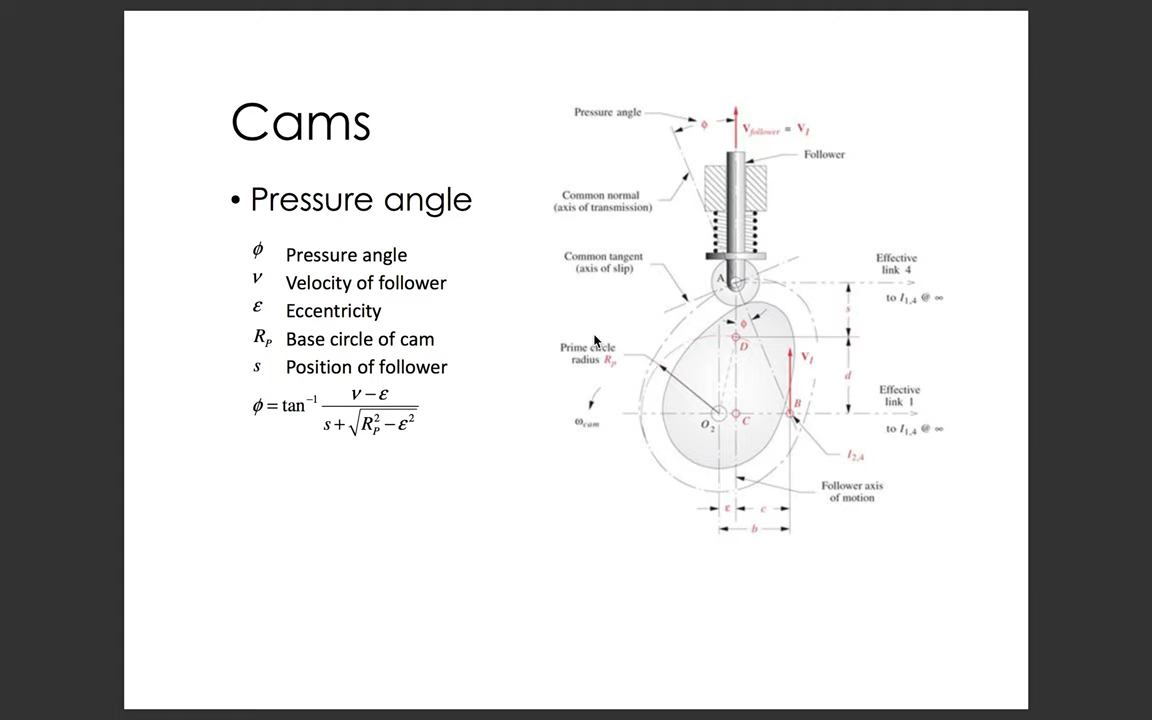 Cams
• Pressure angle
ϕ Pressure angle
ν Velocity of follower
ε Eccentricity
R_P Base circle of cam
s Position of follower
ϕ = tan⁻¹ (ν − ε) / (s + √(R_P² − ε²))
Pressure angle
ϕ
V_follower = V_I
Follower
Common normal
(axis of transmission)
Common tangent
(axis of slip)
A
Effective
link 4
to I_1,4 @ ∞
s
ϕ
D
Prime circle
radius R_p
V_I
d
Effective
link 1
B
ω_cam
O_2
C
to I_1,4 @ ∞
I_2,4
Follower axis
of motion
ε
c
b